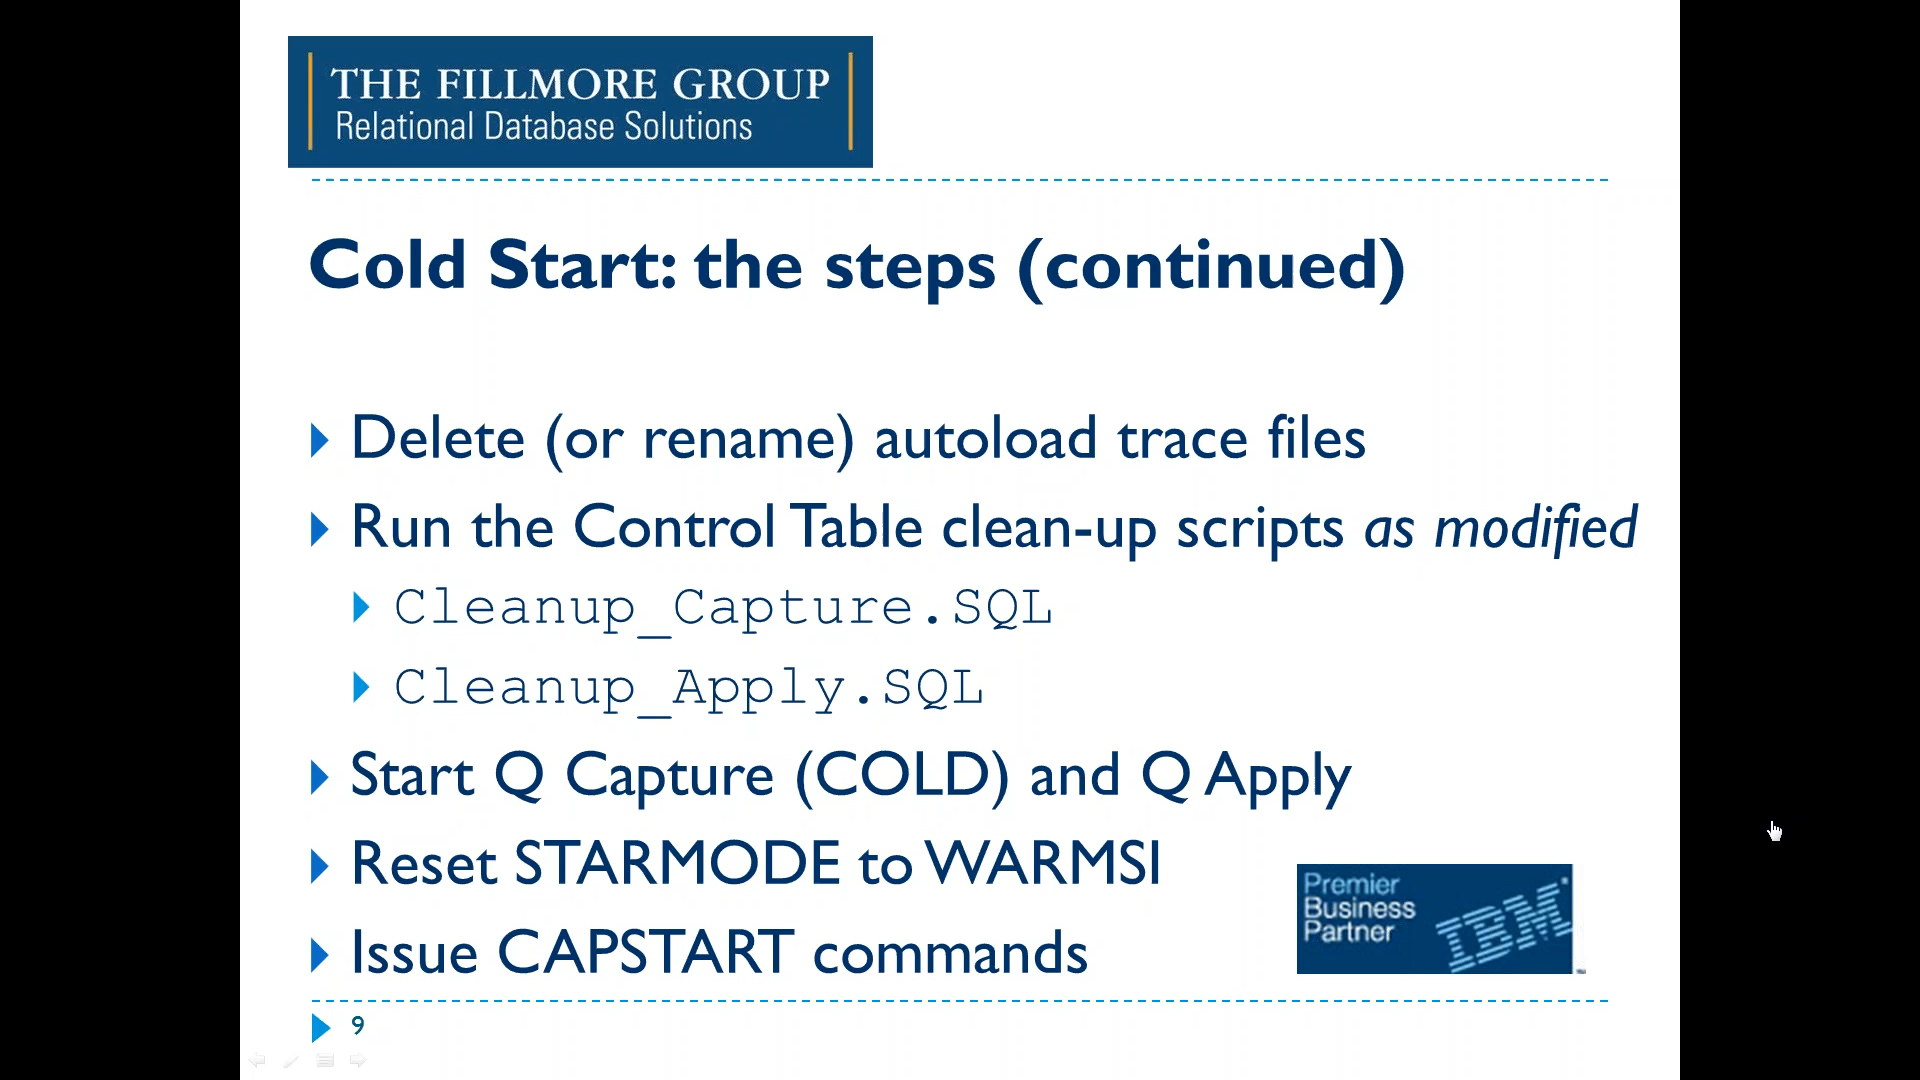 THE FILLMORE GROUP
Relational Database Solutions
Cold Start: the steps (continued)
Delete (or rename) autoload trace files
Run the Control Table clean-up scripts as modified
Cleanup_Capture.SQL
Cleanup_Apply.SQL
Start Q Capture (COLD) and Q Apply
Reset STARMODE to WARMSI
Issue CAPSTART commands
Premier
Business
Partner
IBM
9